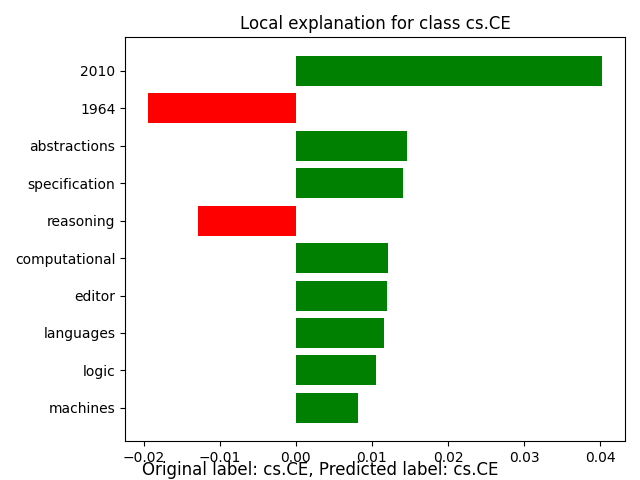 Local explanation for class cs.CE
2010
1964
abstractions
specification
reasoning
computational
editor
languages
logic
machines
−0.02 −0.01 0.00 0.01 0.02 0.03 0.04
Original label: cs.CE, Predicted label: cs.CE